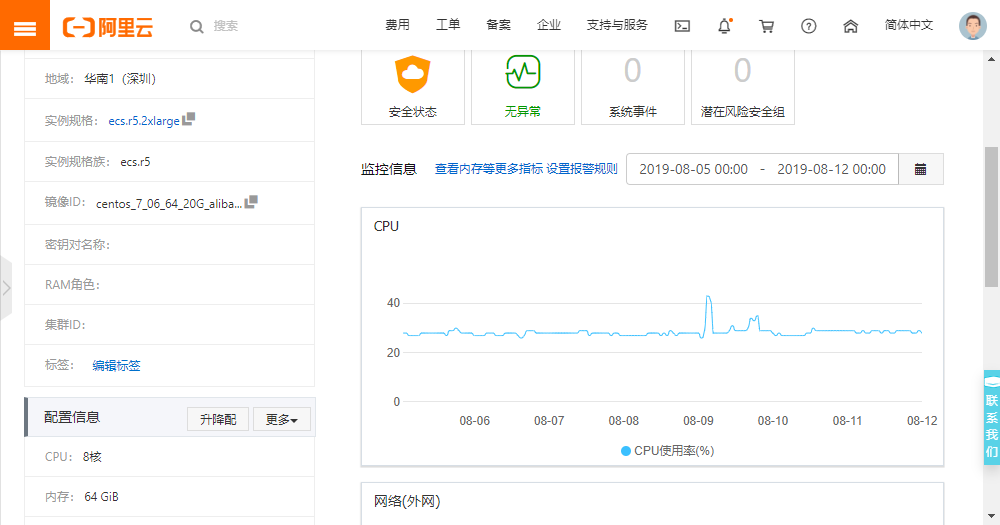 阿里云
搜索
费用 工单 备案 企业 支持与服务 简体中文
地域： 华南1（深圳）
实例规格： ecs.r5.2xlarge
实例规格族： ecs.r5
镜像ID： centos_7_06_64_20G_aliba...
密钥对名称：
RAM角色：
集群ID：
标签： 编辑标签
配置信息 升降配 更多
CPU： 8核
内存： 64 GiB
0 0
安全状态 无异常 系统事件 潜在风险安全组
监控信息 查看内存等更多指标 设置报警规则 2019-08-05 00:00 - 2019-08-12 00:00
CPU
40
20
0
08-06 08-07 08-08 08-09 08-10 08-11 08-12
CPU使用率(%)
网络(外网)
联系我们